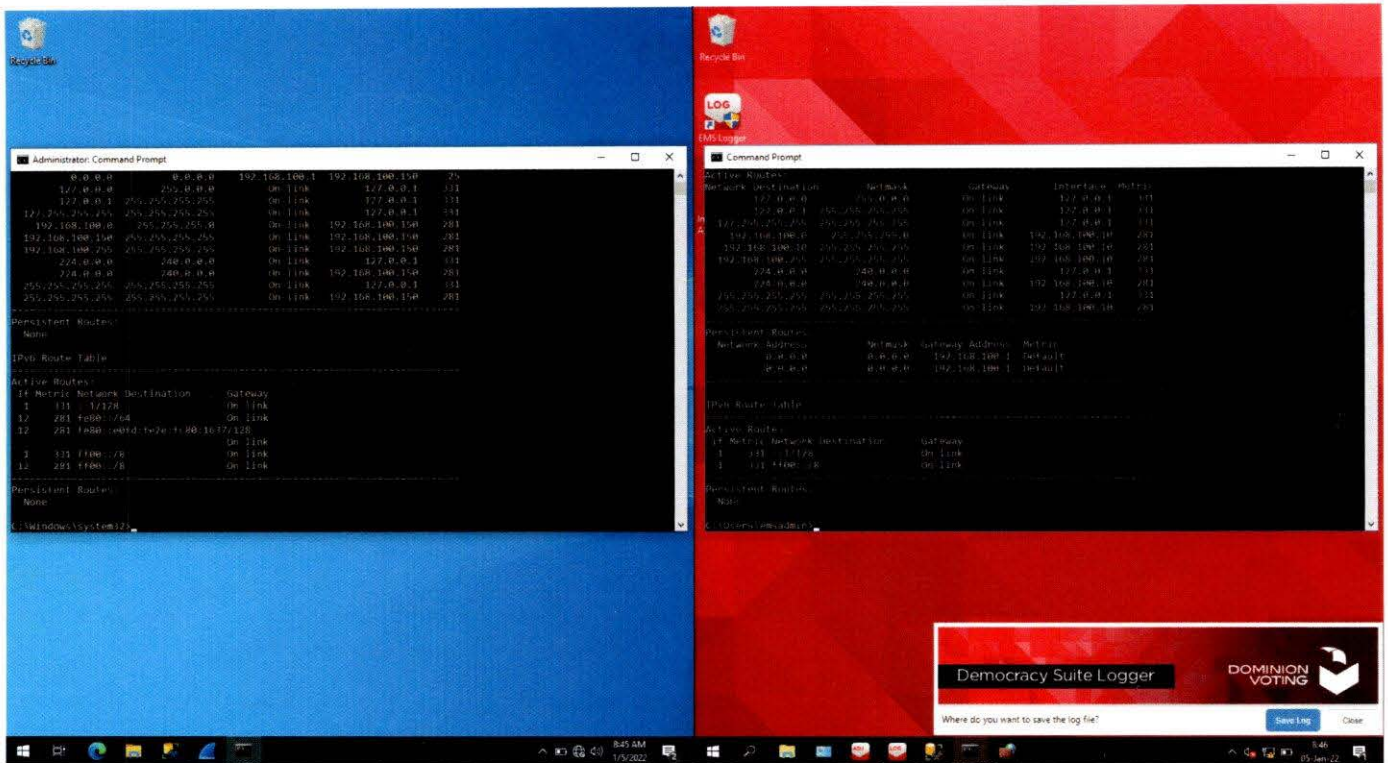 Recycle Bin
Administrator: Command Prompt
0.0.0.0 0.0.0.0 192.168.100.1 192.168.100.150 25
127.0.0.0 255.0.0.0 On-link 127.0.0.1 331
127.0.0.1 255.255.255.255 On-link 127.0.0.1 331
127.255.255.255 255.255.255.255 On-link 127.0.0.1 331
192.168.100.0 255.255.255.0 On-link 192.168.100.150 281
192.168.100.150 255.255.255.255 On-link 192.168.100.150 281
192.168.100.255 255.255.255.255 On-link 192.168.100.150 281
224.0.0.0 240.0.0.0 On-link 127.0.0.1 331
224.0.0.0 240.0.0.0 On-link 192.168.100.150 281
255.255.255.255 255.255.255.255 On-link 127.0.0.1 331
255.255.255.255 255.255.255.255 On-link 192.168.100.150 281
Persistent Routes:
None
IPv6 Route Table
Active Routes:
If Metric Network Destination Gateway
1 331 ::1/128 On-link
12 281 fe80::/64 On-link
12 281
On-link
1 331 ff00::/8 On-link
12 281 ff00::/8 On-link
Persistent Routes:
None
C:\Windows\system32>
8:45 AM
1/5/2022
Recycle Bin
LOG
EMS Logger
Command Prompt
Active Routes:
Network Destination Netmask Gateway Interface Metric
127.0.0.0 255.0.0.0 On-link 127.0.0.1 331
127.0.0.1 255.255.255.255 On-link 127.0.0.1 331
127.255.255.255 255.255.255.255 On-link 127.0.0.1 331
192.168.100.0 255.255.255.0 On-link 192.168.100.10 281
192.168.100.10 255.255.255.255 On-link 192.168.100.10 281
192.168.100.255 255.255.255.255 On-link 192.168.100.10 281
224.0.0.0 240.0.0.0 On-link 127.0.0.1 331
224.0.0.0 240.0.0.0 On-link 192.168.100.10 281
255.255.255.255 255.255.255.255 On-link 127.0.0.1 331
255.255.255.255 255.255.255.255 On-link 192.168.100.10 281
Persistent Routes:
Network Address Netmask Gateway Address Metric
0.0.0.0 0.0.0.0 192.168.100.1 Default
0.0.0.0 0.0.0.0 192.168.100.1 Default
IPv6 Route Table
Active Routes:
If Metric Network Destination Gateway
1 331 ::1/128 On-link
1 331 ff00::/8 On-link
Persistent Routes:
None
C:\Users\emsadmin>
Democracy Suite Logger
DOMINION
VOTING
Where do you want to save the log file?
Save Log
Close
8:46
05-Jan-22